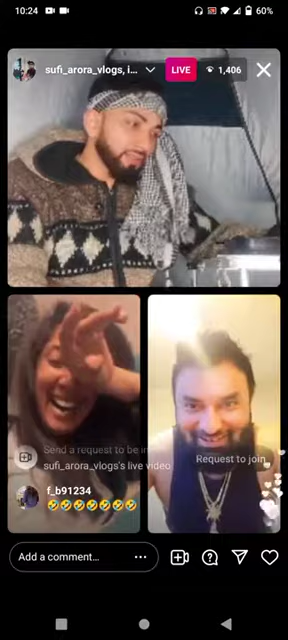 10:24
60%
sufi_arora_vlogs, i...
LIVE
1,406
Send a request to be in
sufi_arora_vlogs's live video
Request to join
f_b91234
🤣🤣🤣🤣🤣🤣🤣
Add a comment...